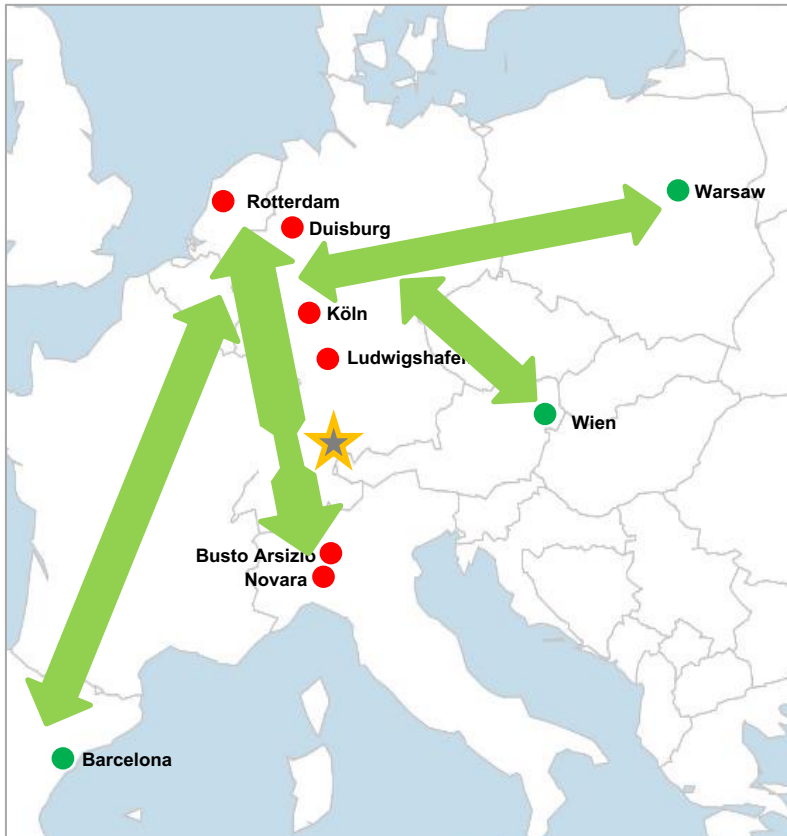 Rotterdam
Warsaw
Duisburg
Köln
Ludwigshafen
Wien
Busto Arsizio
Novara
Barcelona